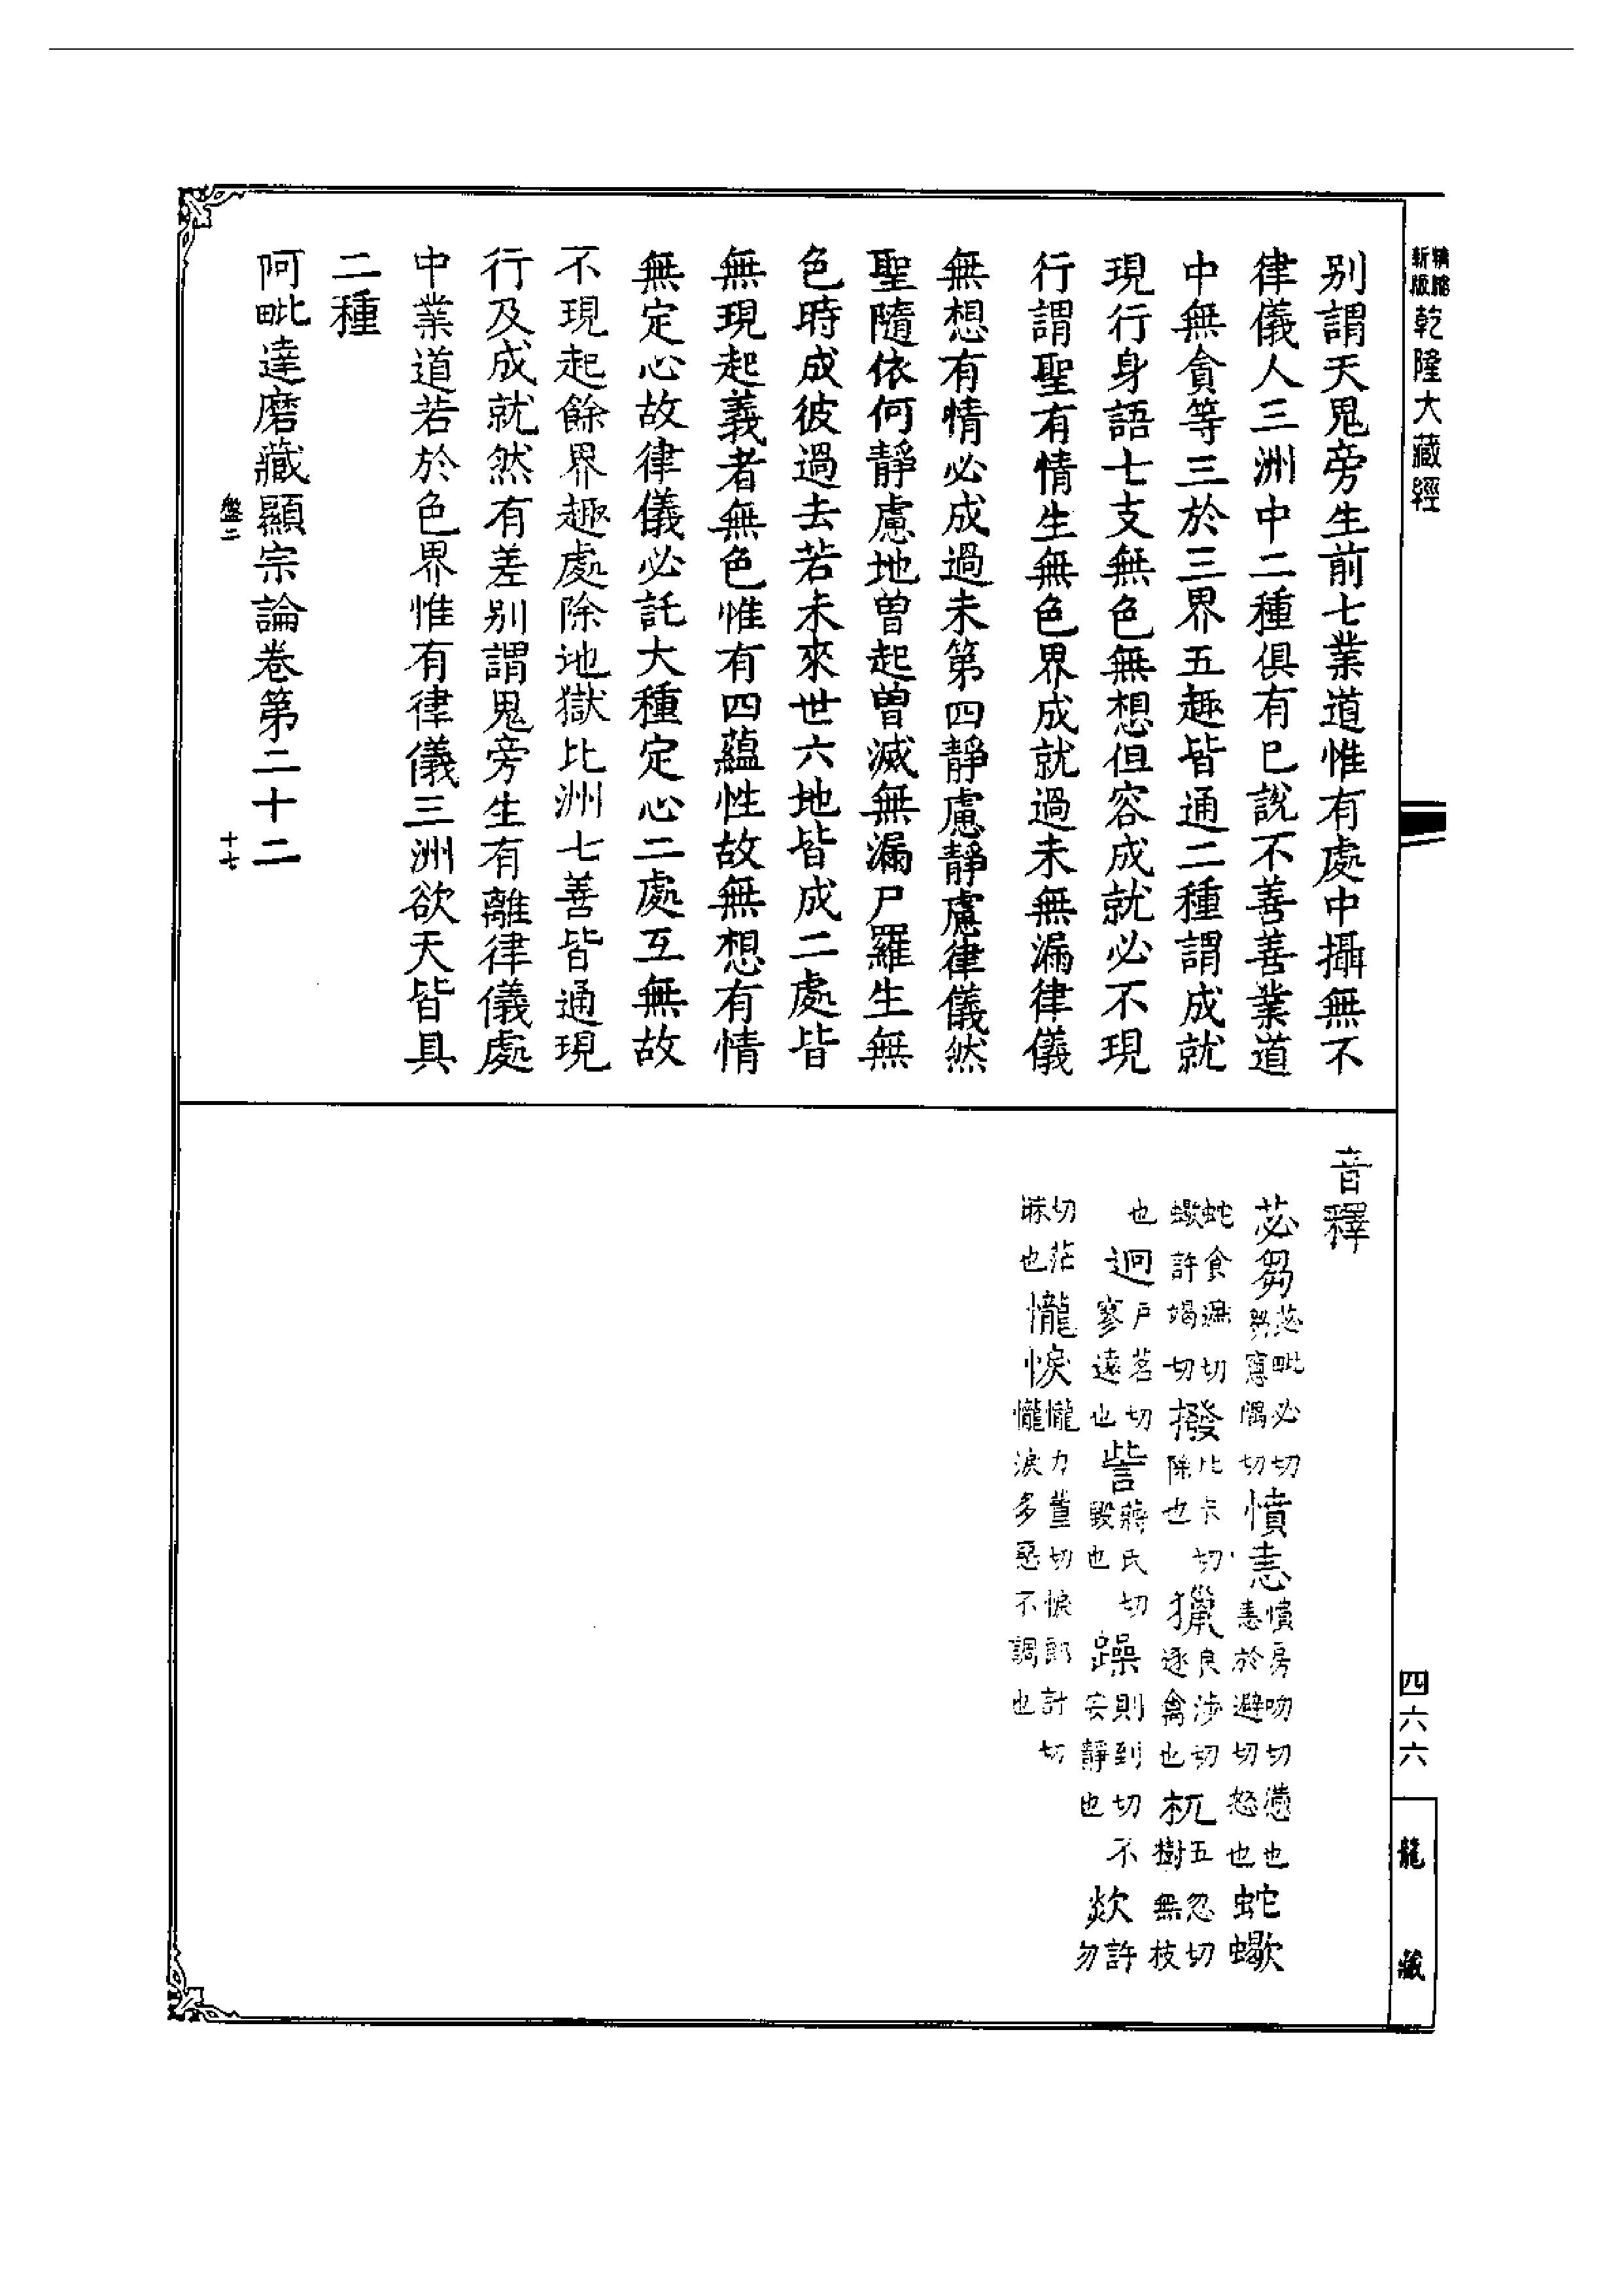 新版精縮乾隆大藏經
别謂天鬼旁生前七業道惟有處中攝無不
律儀人三洲中二種俱有已說不善善業道
中無貪等三於三界五趣皆通二種謂成就
現行身語七支無色無想但容成就必不現
行謂聖有情生無色界成就過未無漏律儀
無想有情必成過未第四靜慮靜慮律儀然
聖隨依何靜慮地曾起曾滅無漏尸羅生無
色時成彼過去若未來世六地皆成二處皆
無現起義者無色惟有四蘊性故無想有情
無定心故律儀必託大種定心二處互無故
不現起餘界趣處除地獄北洲七善皆通現
行及成就然有差别謂鬼旁生有離律儀處
中業道若於色界惟有律儀三洲欲天皆具
二種
阿毗達磨藏顯宗論卷第二十二
盤二 十七
音釋
苾芻苾毗必切芻窻隅切憤恚憤房吻切懣也恚於避切怒也蛇蠍
蛇食遮切蠍許竭切撥比末切除也獵良涉切逐禽也杌五忽切樹無枝
也迥戶茗切寥遠也訾蔣氏切毀也躁則到切不安靜也欻許勿
切茫昧也㦕悷㦕力董切悷郎計切㦕淚多惡不調也
四六六
龍藏